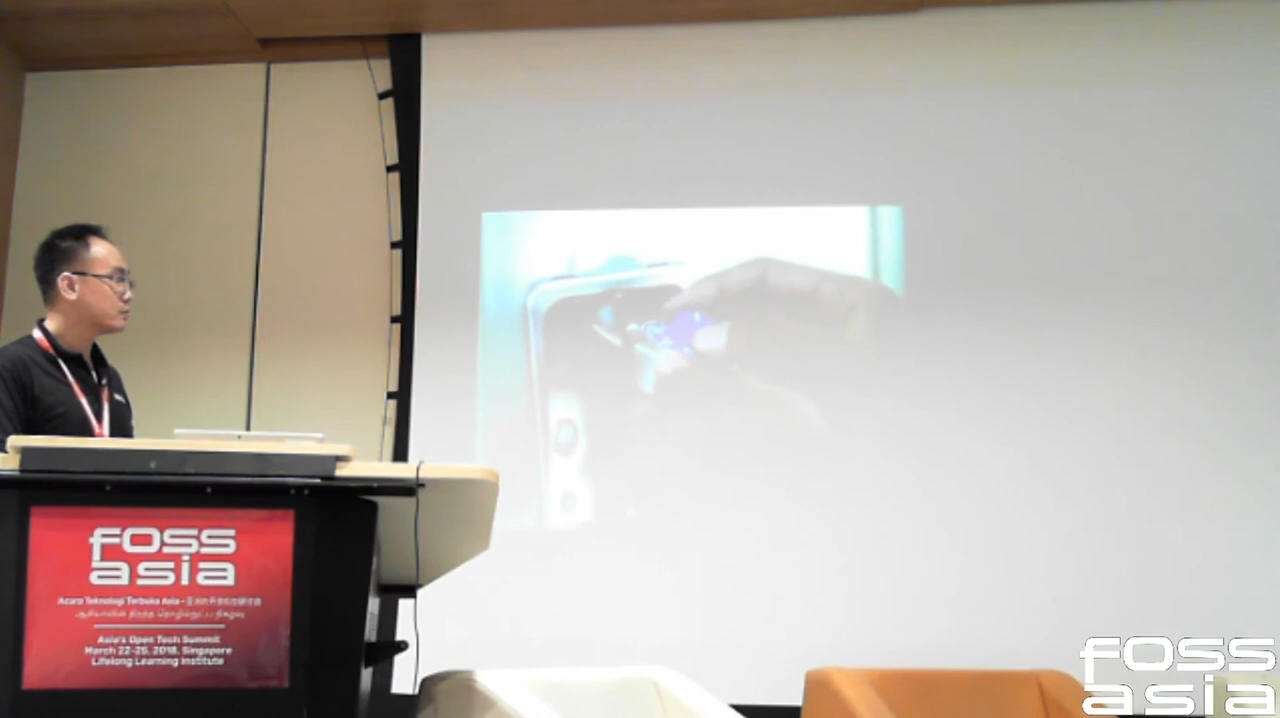 fOSS
asia
Acara Teknologi Terbuka Asia -
Asia's Open Tech Summit
March 22-25, 2018, Singapore
Lifelong Learning Institute
fOSS
asia